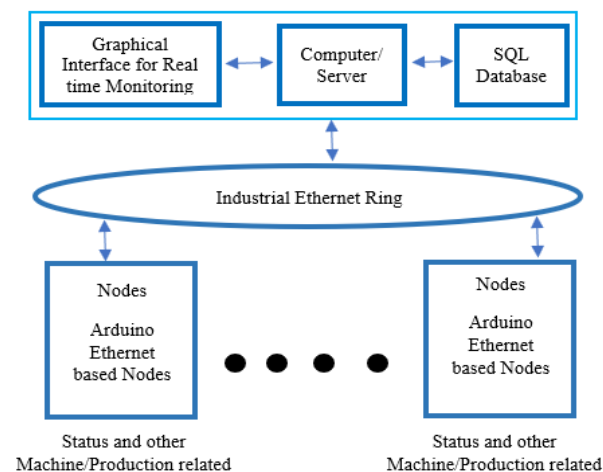 Graphical
Interface for Real
time Monitoring
Computer/
Server
SQL
Database
Industrial Ethernet Ring
Nodes
Arduino
Ethernet
based Nodes
Nodes
Arduino
Ethernet
based Nodes
Status and other
Machine/Production related
Status and other
Machine/Production related